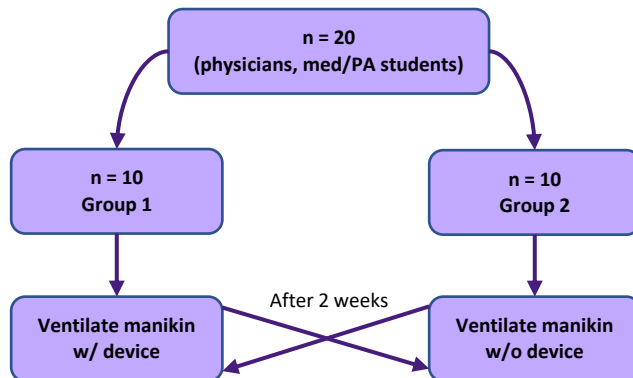 n = 20
(physicians, med/PA students)
n = 10
Group 1
n = 10
Group 2
After 2 weeks
Ventilate manikin
w/ device
Ventilate manikin
w/o device